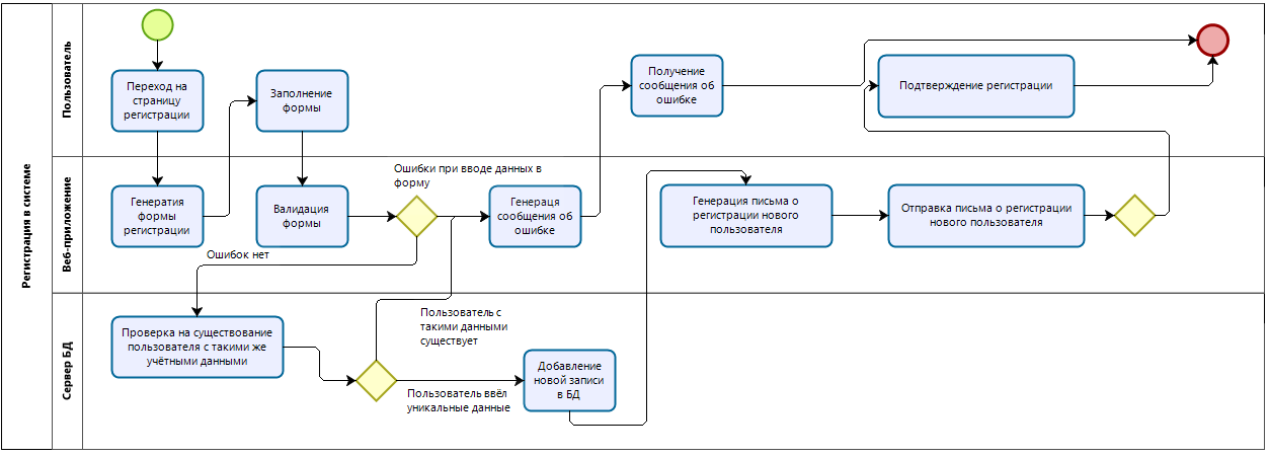 Регистрация в системе
Пользователь
Переход на
страницу
регистрации
Заполнение
формы
Получение
сообщения об
ошибке
Подтверждение регистрации
Веб-приложение
Генератия
формы
регистрации
Валидация
формы
Ошибки при вводе данных в
форму
Генераця
сообщения об
ошибке
Генерация письма о
регистрации нового
пользователя
Отправка письма о регистрации
нового пользователя
Ошибок нет
Сервер БД
Проверка на существование
пользователя с такими же
учётными данными
Пользователь с
такими данными
существует
Пользователь ввёл
уникальные данные
Добавление
новой записи
в БД